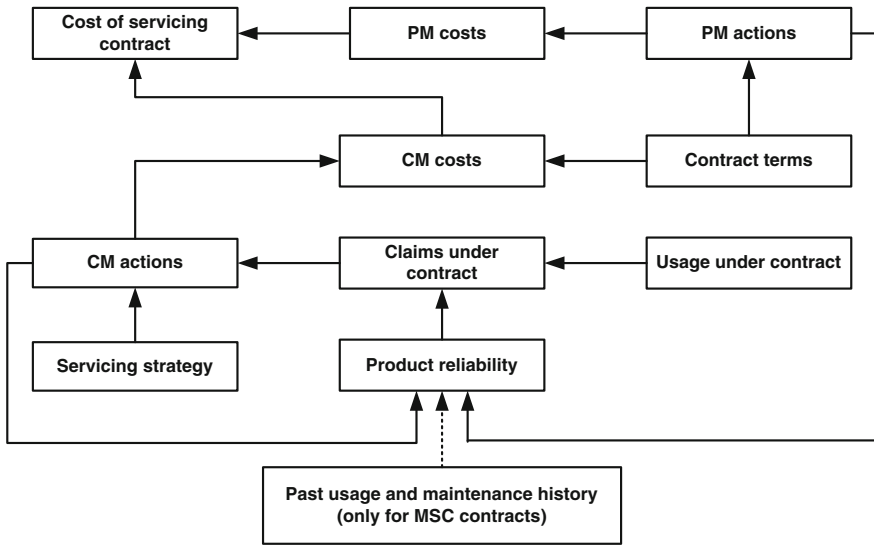 Cost of servicing
contract
PM costs
PM actions
CM costs
Contract terms
CM actions
Claims under
contract
Usage under contract
Servicing strategy
Product reliability
Past usage and maintenance history
(only for MSC contracts)